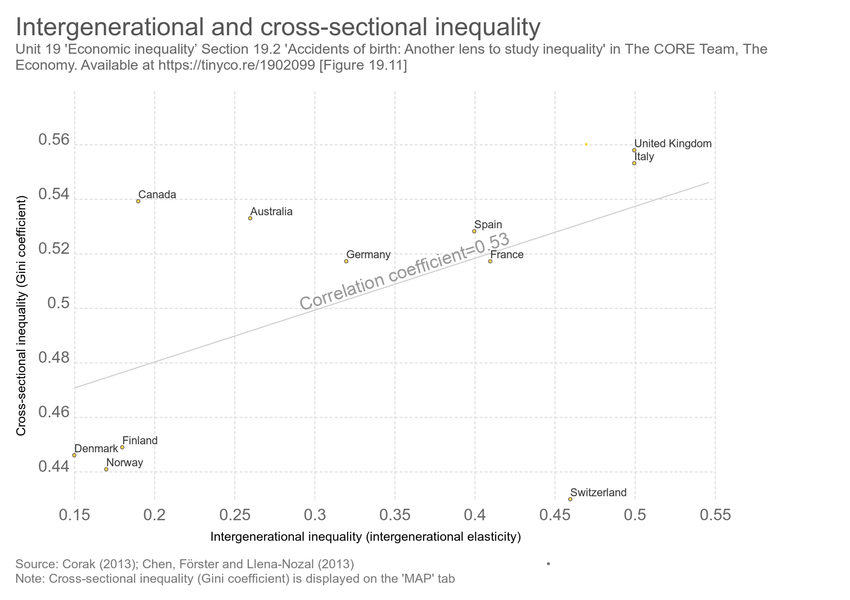 Intergenerational and cross-sectional inequality
Unit 19 'Economic inequality' Section 19.2 'Accidents of birth: Another lens to study inequality' in The CORE Team, The
Economy. Available at https://tinyco.re/1902099 [Figure 19.11]
Cross-sectional inequality (Gini coefficient)
0.56
0.54
0.52
0.5
0.48
0.46
0.44
United Kingdom
Italy
Canada
Australia
Spain
Germany
France
Correlation coefficient=0.53
Finland
Denmark
Norway
Switzerland
0.15
0.2
0.25
0.3
0.35
0.4
0.45
0.5
0.55
Intergenerational inequality (intergenerational elasticity)
Source: Corak (2013); Chen, Förster and Llena-Nozal (2013)
Note: Cross-sectional inequality (Gini coefficient) is displayed on the 'MAP' tab